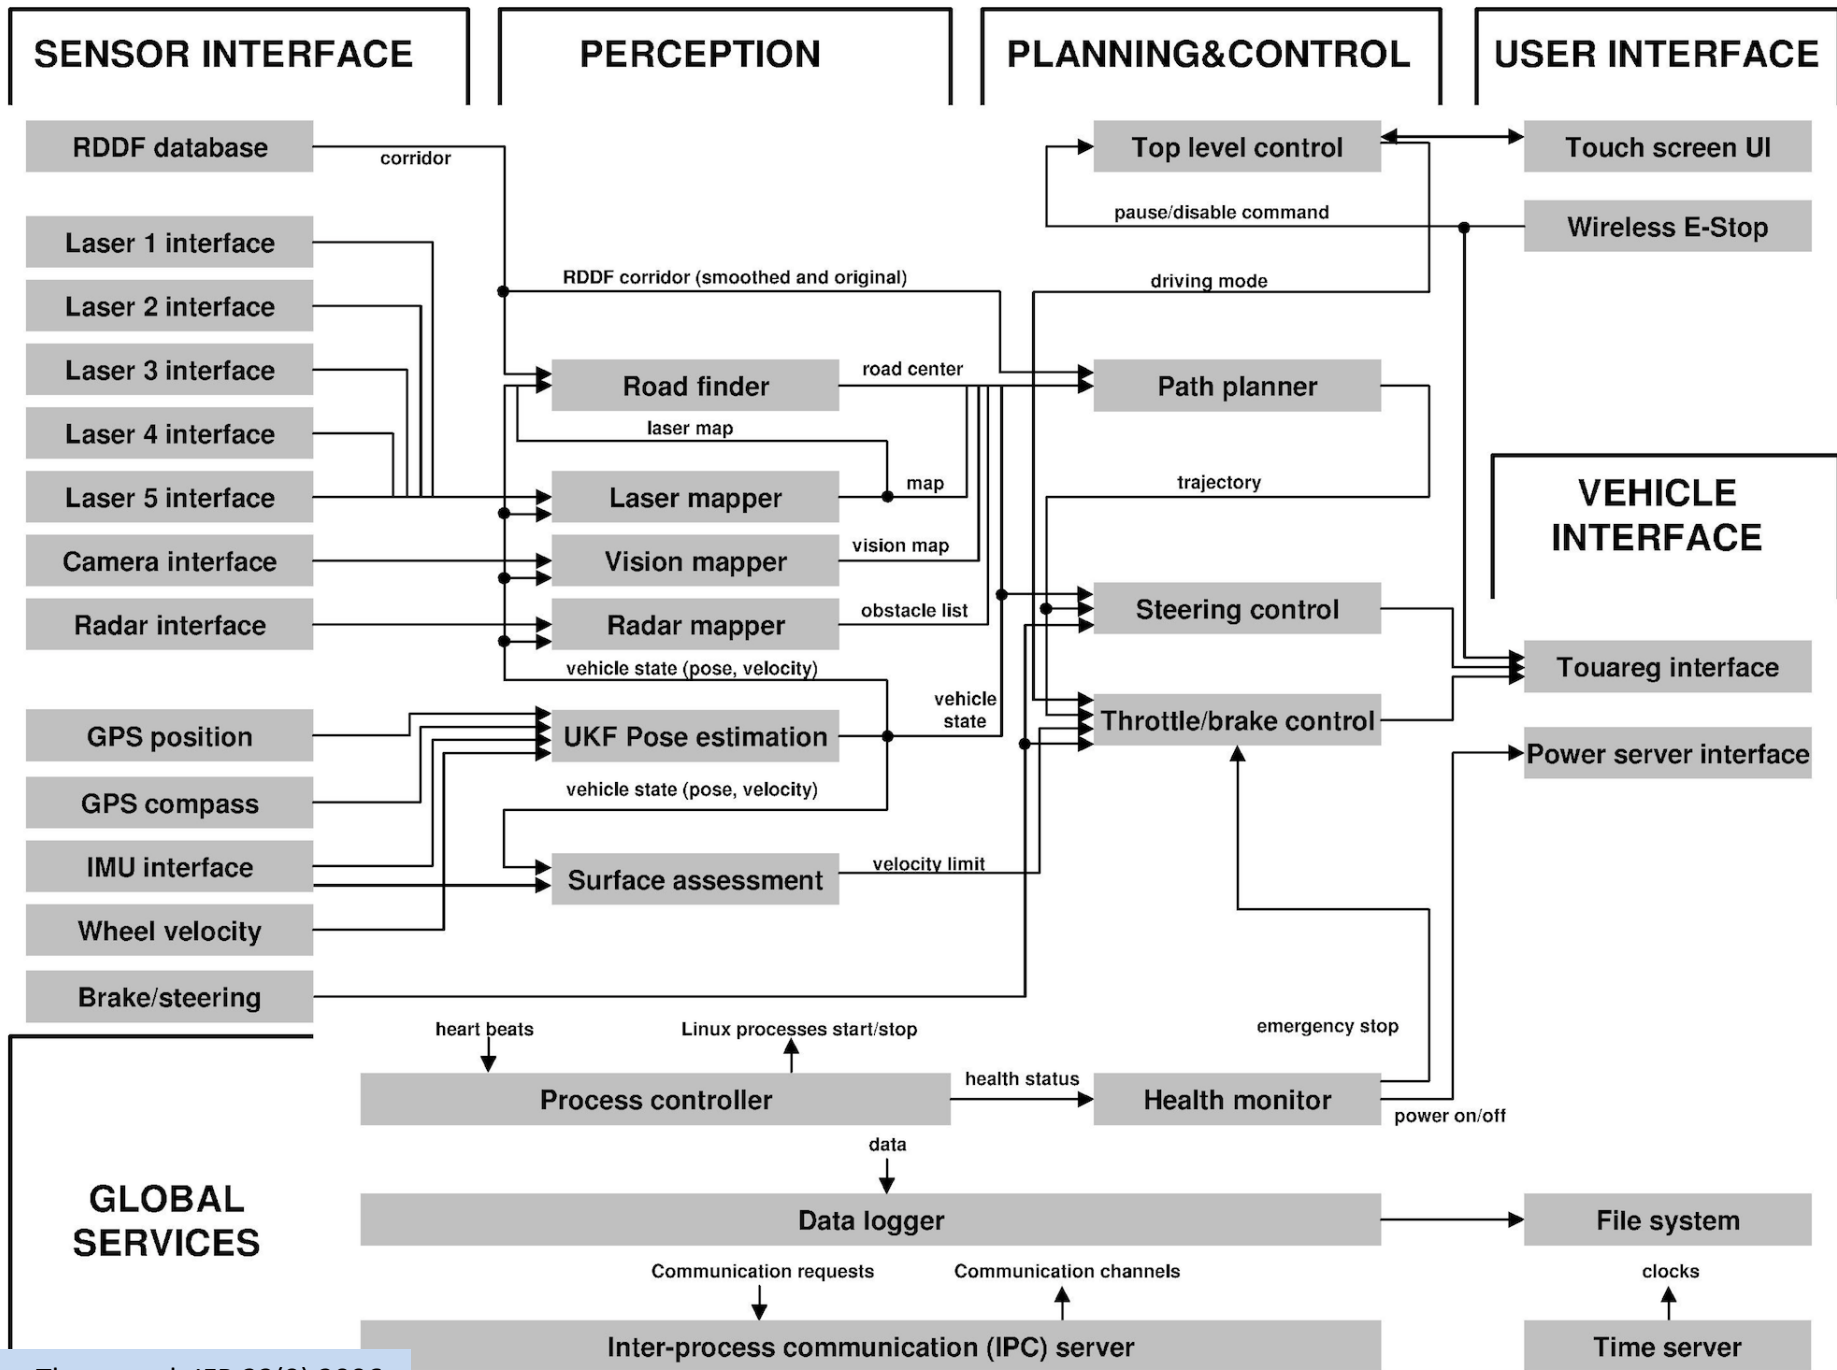 SENSOR INTERFACE
PERCEPTION
PLANNING&CONTROL
USER INTERFACE
RDDF database
corridor
Top level control
Touch screen UI
pause/disable command
Wireless E-Stop
Laser 1 interface
RDDF corridor (smoothed and original)
driving mode
Laser 2 interface
Laser 3 interface
Road finder
road center
Path planner
Laser 4 interface
laser map
Laser 5 interface
Laser mapper
map
trajectory
VEHICLE
INTERFACE
Camera interface
Vision mapper
vision map
Radar interface
Radar mapper
obstacle list
Steering control
vehicle state (pose, velocity)
Touareg interface
vehicle
state
GPS position
UKF Pose estimation
Throttle/brake control
Power server interface
vehicle state (pose, velocity)
GPS compass
IMU interface
Surface assessment
velocity limit
Wheel velocity
Brake/steering
heart beats
Linux processes start/stop
emergency stop
Process controller
health status
Health monitor
power on/off
data
GLOBAL
SERVICES
Data logger
File system
Communication requests
Communication channels
clocks
Inter-process communication (IPC) server
Time server